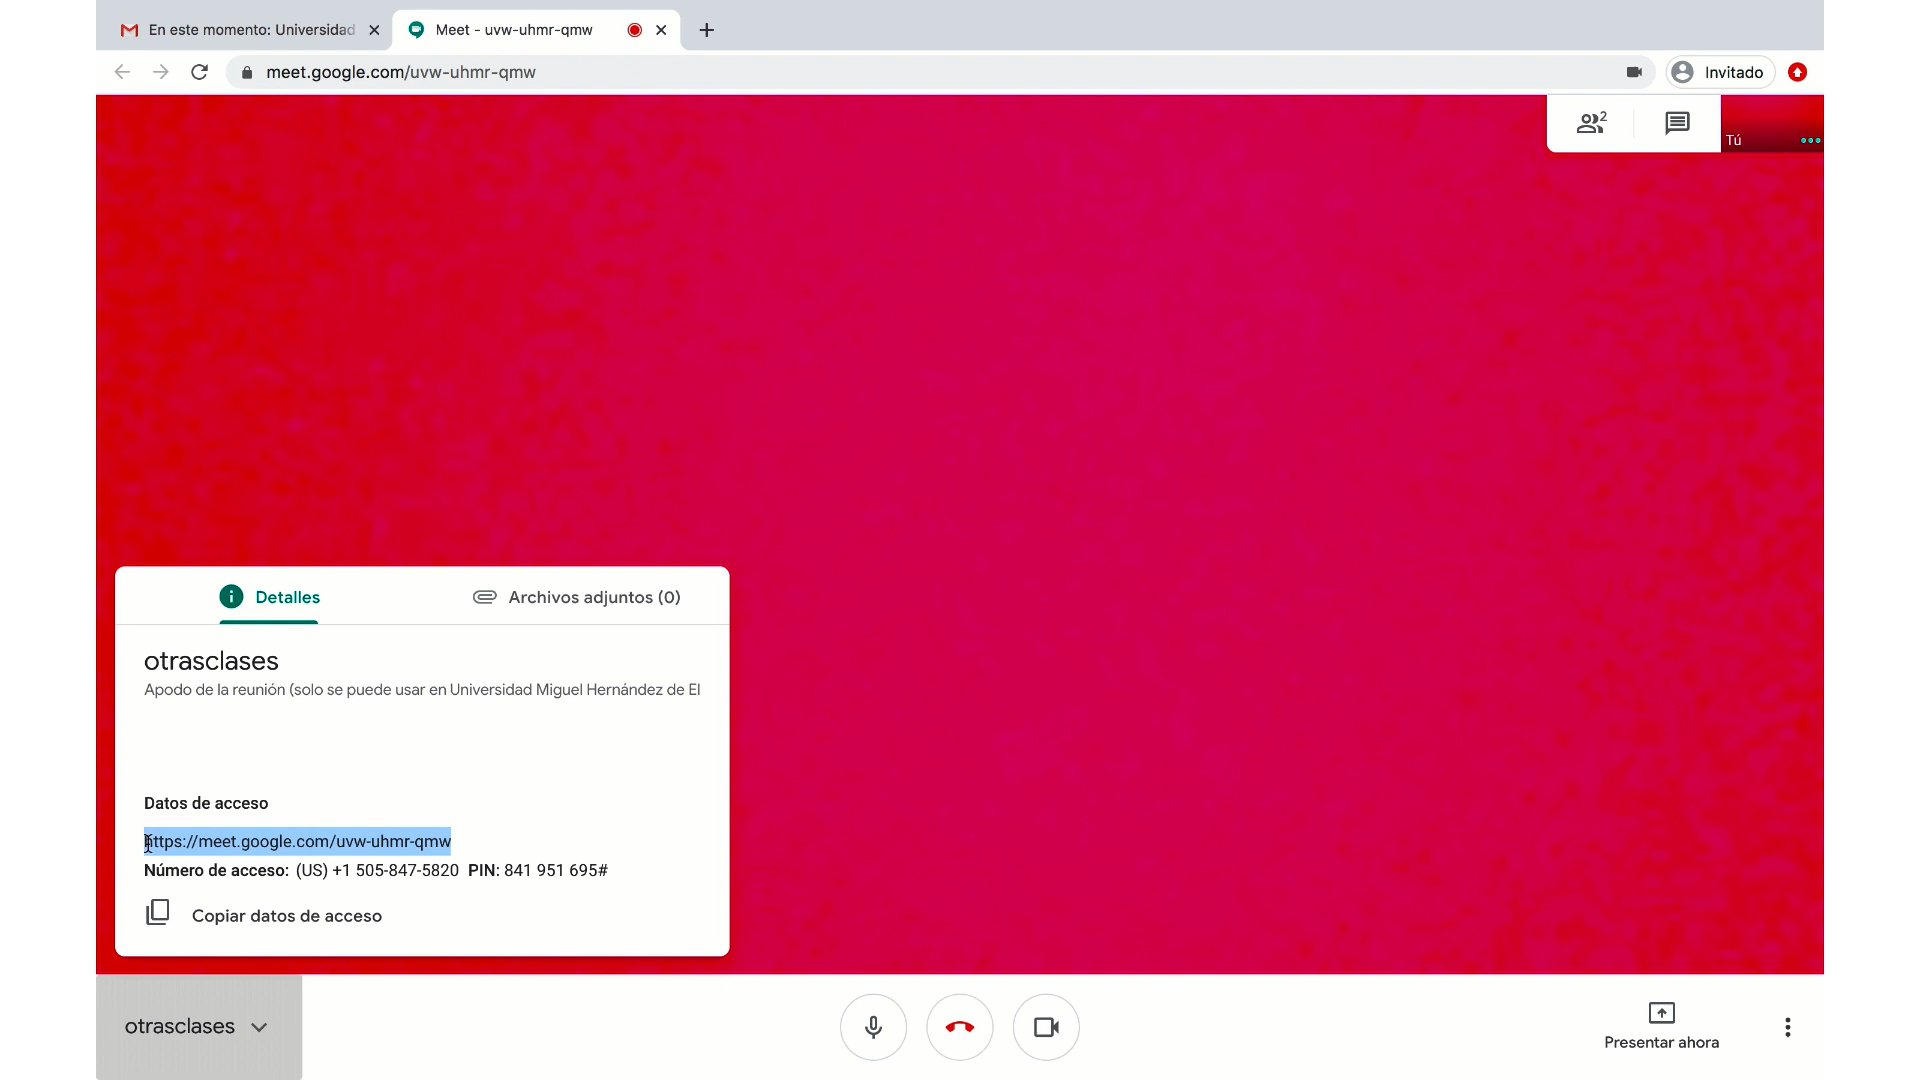 En este momento: Universidad
Meet - uvw-uhmr-qmw
meet.google.com/uvw-uhmr-qmw
Invitado
2
Tú
Detalles
Archivos adjuntos (0)
otrasclases
Apodo de la reunión (solo se puede usar en Universidad Miguel Hernández de El
Datos de acceso
https://meet.google.com/uvw-uhmr-qmw
Número de acceso: (US) +1 505-847-5820 PIN: 841 951 695#
Copiar datos de acceso
otrasclases
Presentar ahora